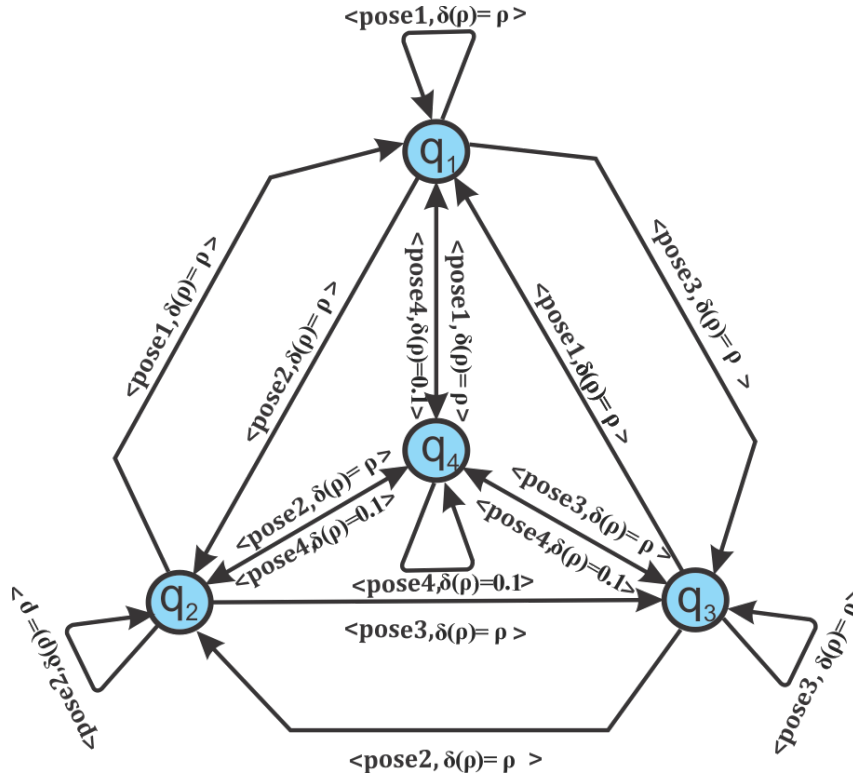 <pose1,δ(ρ)= ρ >
q1
<pose1,δ(ρ)= ρ >
<pose2,δ(ρ)= ρ >
<pose4,δ(ρ)=0.1>
<pose1, δ(ρ)= ρ>
<pose1,δ(ρ)= ρ >
<pose3,δ(ρ)= ρ >
q4
<pose2,δ(ρ)= ρ>
<pose4,δ(ρ)=0.1>
<pose3,δ(ρ)= ρ >
<pose4,δ(ρ)=0.1>
<pose4,δ(ρ)=0.1>
q2
q3
<pose3,δ(ρ)= ρ >
<pose2,δ(ρ)= ρ >
<pose3, δ(ρ)= ρ>
<pose2,δ(ρ)= ρ >